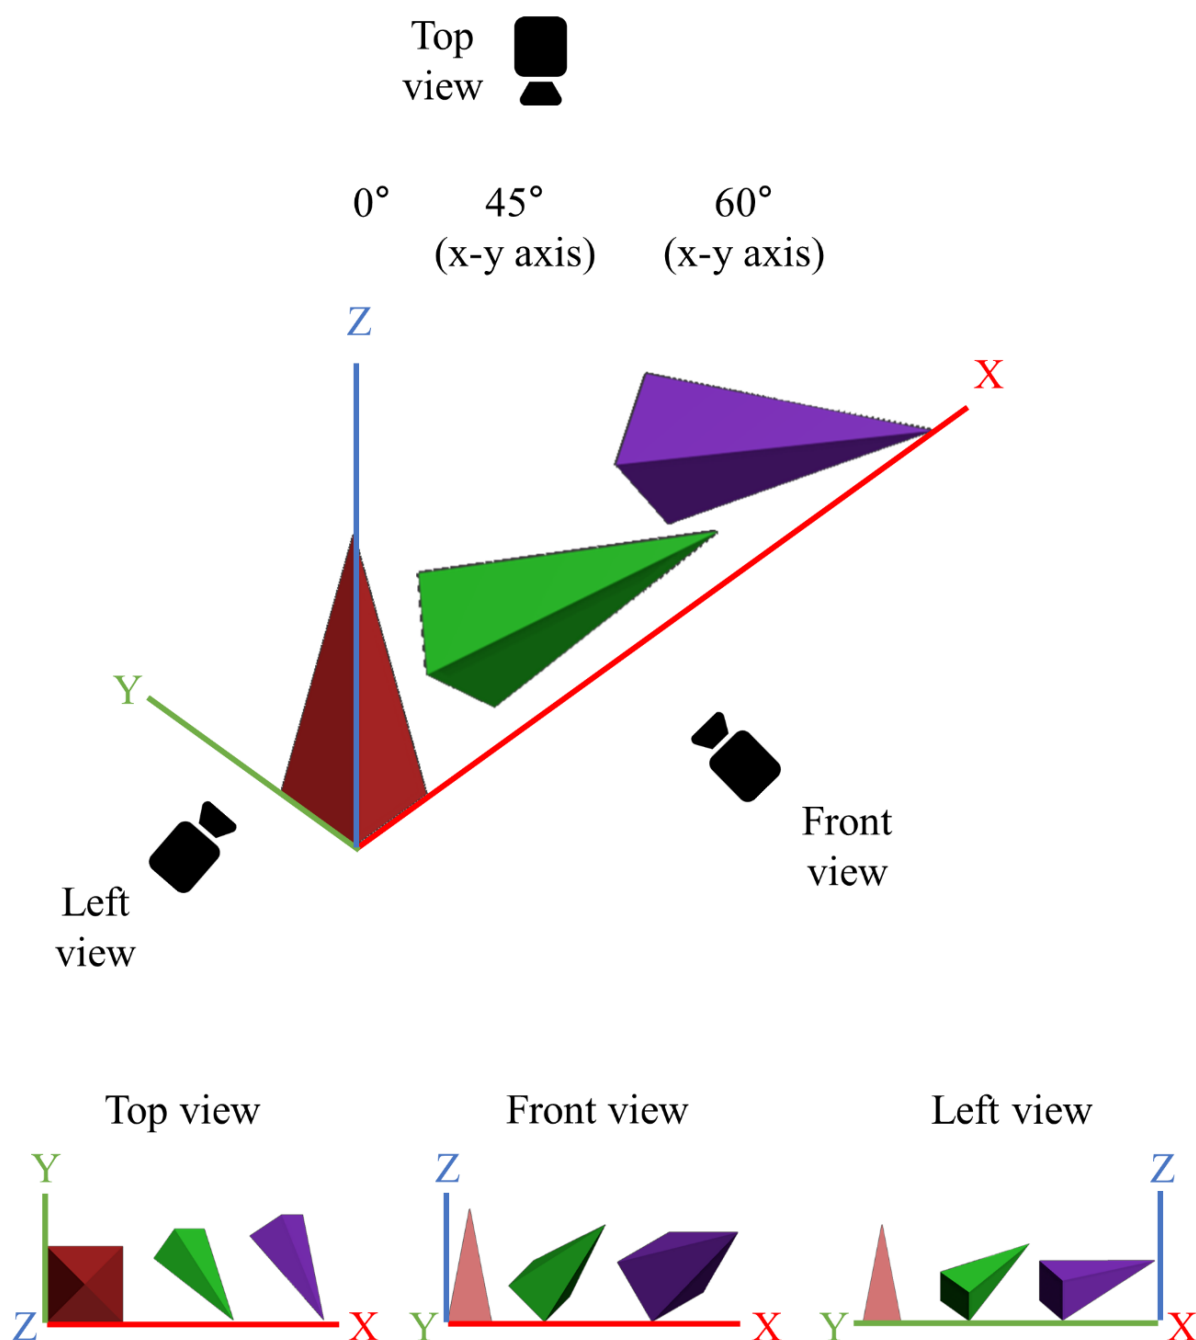 Top
view
0° 45° 60°
(x-y axis) (x-y axis)
Z
X
Y
Front
view
Left
view
Top view Front view Left view
Y Z Z
Z X Y X Y X